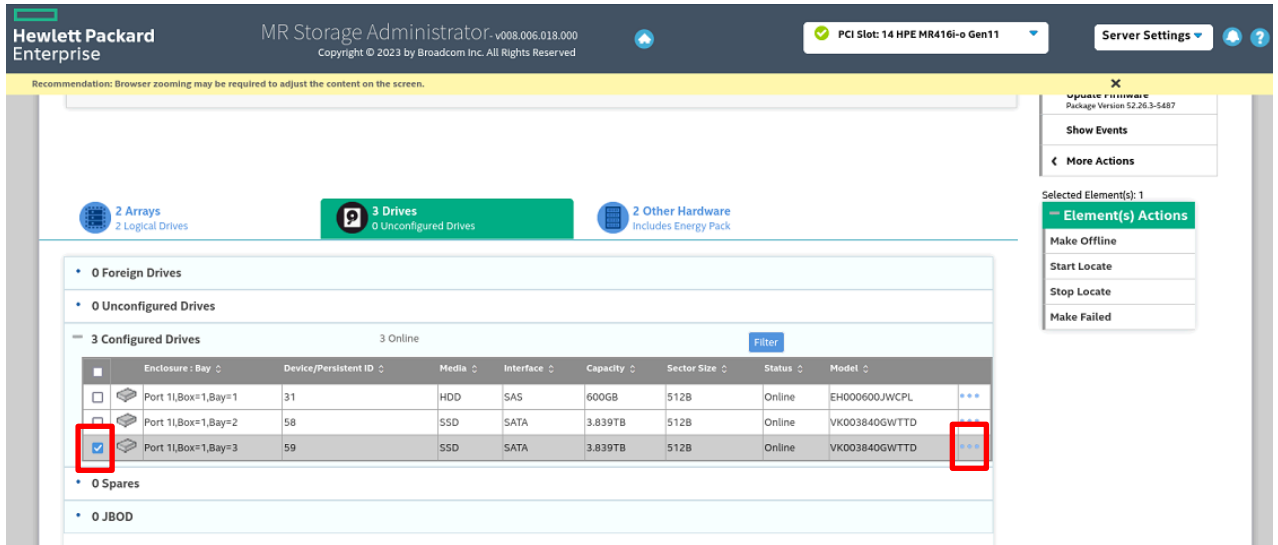 Hewlett Packard
Enterprise
MR Storage Administrator- v008.006.018.000
Copyright © 2023 by Broadcom Inc. All Rights Reserved
PCI Slot: 14 HPE MR416i-o Gen11
Server Settings
Recommendation: Browser zooming may be required to adjust the content on the screen.
Update Firmware
Package Version 52.26.3-5487
Show Events
More Actions
Selected Element(s): 1
Element(s) Actions
Make Offline
Start Locate
Stop Locate
Make Failed
2 Arrays
2 Logical Drives
3 Drives
0 Unconfigured Drives
2 Other Hardware
Includes Energy Pack
0 Foreign Drives
0 Unconfigured Drives
3 Configured Drives 3 Online Filter
Enclosure : Bay Device/Persistent ID Media Interface Capacity Sector Size Status Model
Port 1I,Box=1,Bay=1 31 HDD SAS 600GB 512B Online EH000600JWCPL
Port 1I,Box=1,Bay=2 58 SSD SATA 3.839TB 512B Online VK003840GWTTD
Port 1I,Box=1,Bay=3 59 SSD SATA 3.839TB 512B Online VK003840GWTTD
0 Spares
0 JBOD